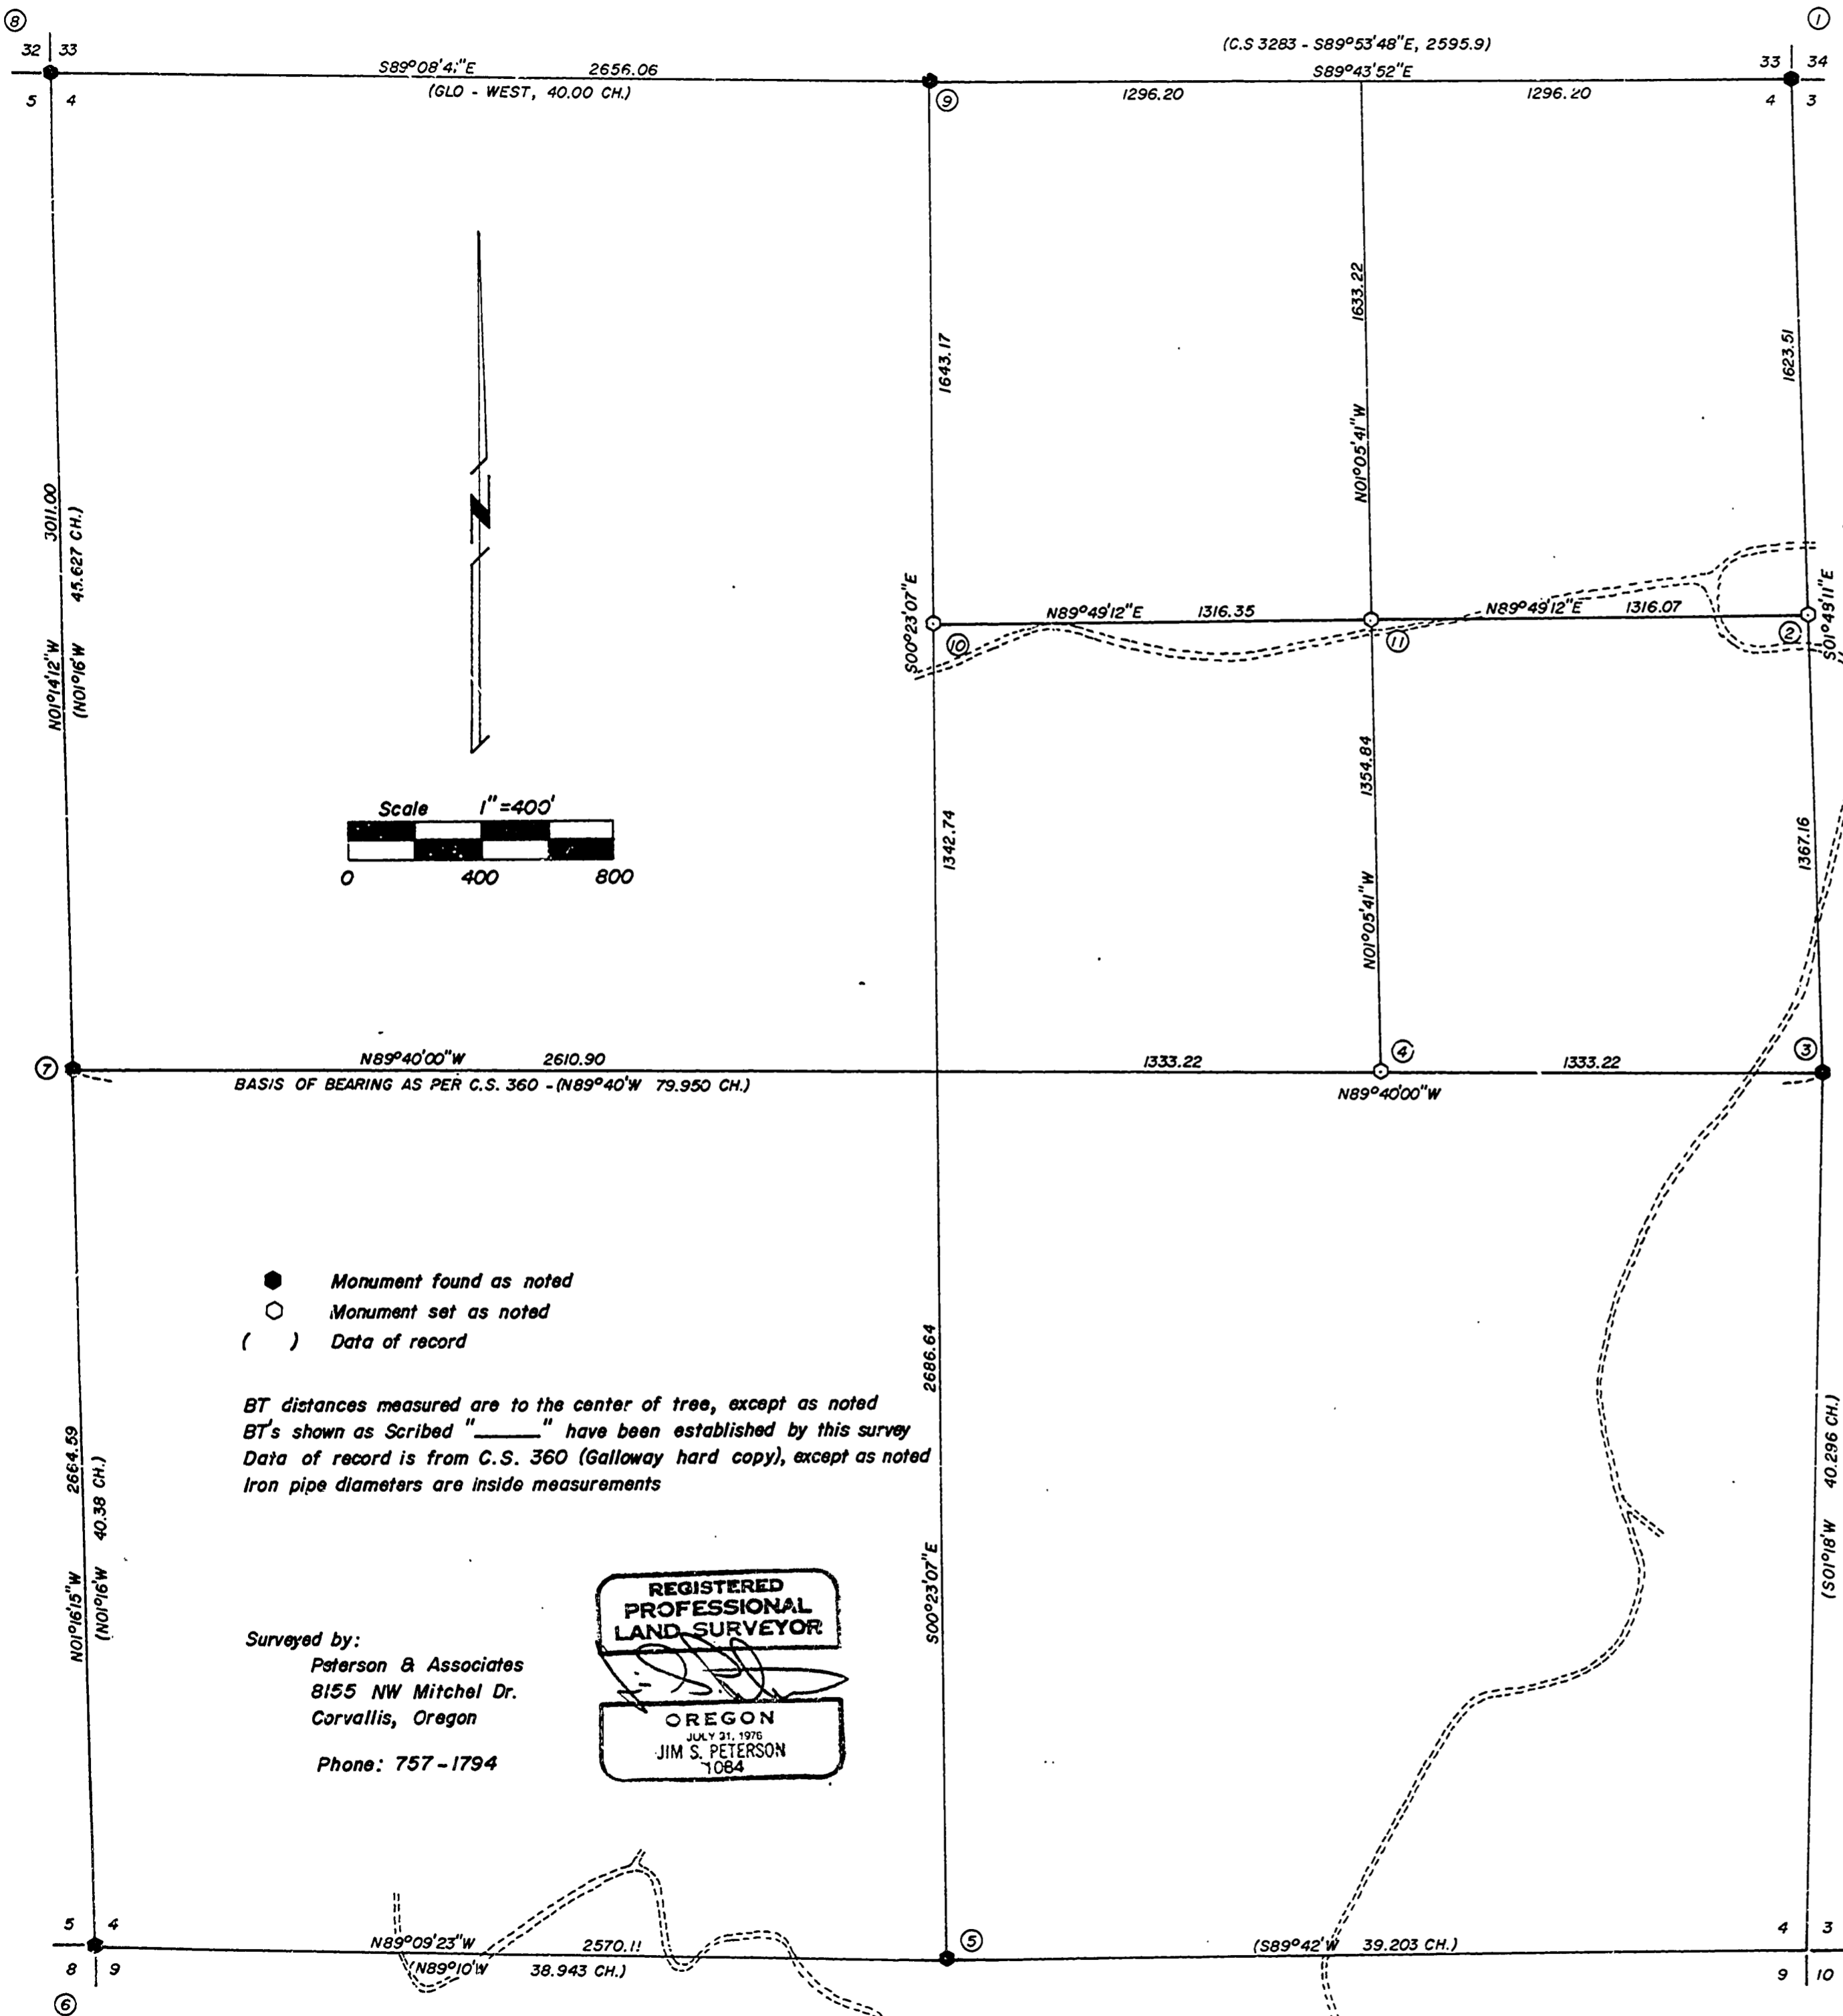 8
1
32 33
(C.S 3283 - S89°53'48"E, 2595.9)
33 34
S89°08'4;"E 2656.06
S89°43'52"E
(GLO - WEST, 40.00 CH.)
5 4
9
1296.20
1296.20
4 3
1643.17
1633.22
1623.51
N01°05'41"W
3011.00
45.627 CH.)
N01°14'12"W
(N01°16'W
S00°23'07"E
N89°49'12"E 1316.35
N89°49'12"E 1316.07
S01°49'11"E
10
11
2
Scale 1"=400'
0 400 800
1342.74
1354.84
1367.16
N01°05'41"W
7
N89°40'00"W 2610.90
1333.22
4
1333.22
3
BASIS OF BEARING AS PER C.S. 360 - (N89°40'W 79.950 CH.)
N89°40'00"W
N
Monument found as noted
Monument set as noted
( ) Data of record
BT distances measured are to the center of tree, except as noted
BT's shown as Scribed "______" have been established by this survey
Data of record is from C.S. 360 (Galloway hard copy), except as noted
Iron pipe diameters are inside measurements
2686.64
S00°23'07"E
2664.59
40.38 CH.)
N01°16'15"W
(N01°16'W
40.296 CH.)
(S01°18'W
Surveyed by:
Peterson & Associates
8155 NW Mitchel Dr.
Corvallis, Oregon
Phone: 757-1794
REGISTERED
PROFESSIONAL
LAND SURVEYOR
OREGON
JULY 31, 1976
JIM S. PETERSON
1084
5 4
N89°09'23"W 2570.11
5
(S89°42'W 39.203 CH.)
4 3
8 9
(N89°10'W 38.943 CH.)
9 10
6